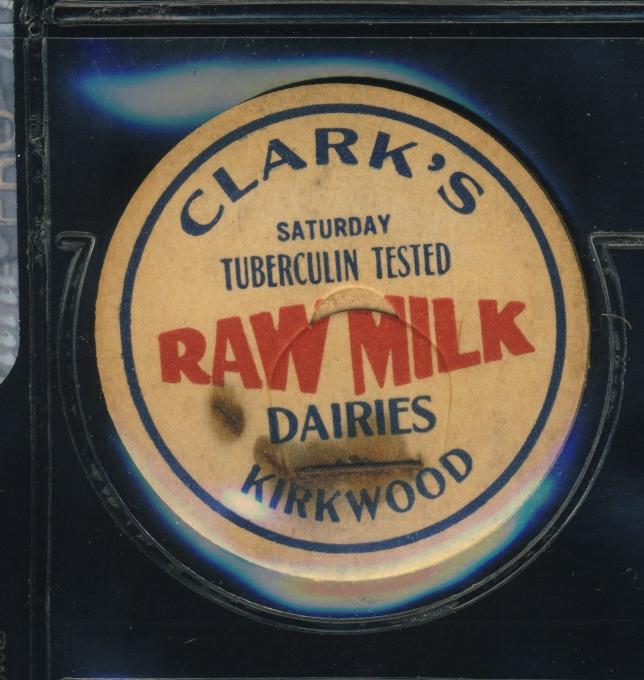 CLARK'S
SATURDAY
TUBERCULIN TESTED
RAW MILK
DAIRIES
KIRKWOOD